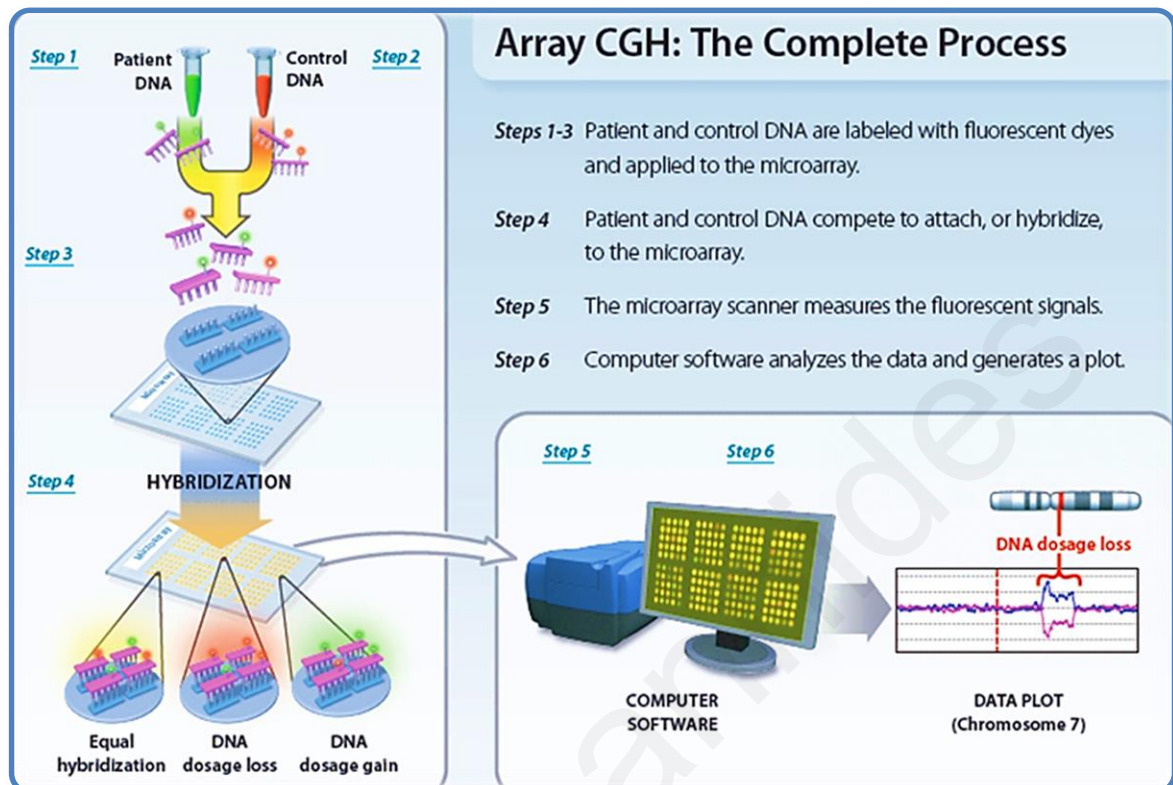 Array CGH: The Complete Process
Step 1
Patient
DNA
Control
DNA
Step 2
Steps 1-3 Patient and control DNA are labeled with fluorescent dyes
and applied to the microarray.
Step 4 Patient and control DNA compete to attach, or hybridize,
to the microarray.
Step 5 The microarray scanner measures the fluorescent signals.
Step 6 Computer software analyzes the data and generates a plot.
Step 3
Microarray
Step 4
HYBRIDIZATION
Microarray
Equal
hybridization
DNA
dosage loss
DNA
dosage gain
Step 5
Step 6
DNA dosage loss
COMPUTER
SOFTWARE
DATA PLOT
(Chromosome 7)